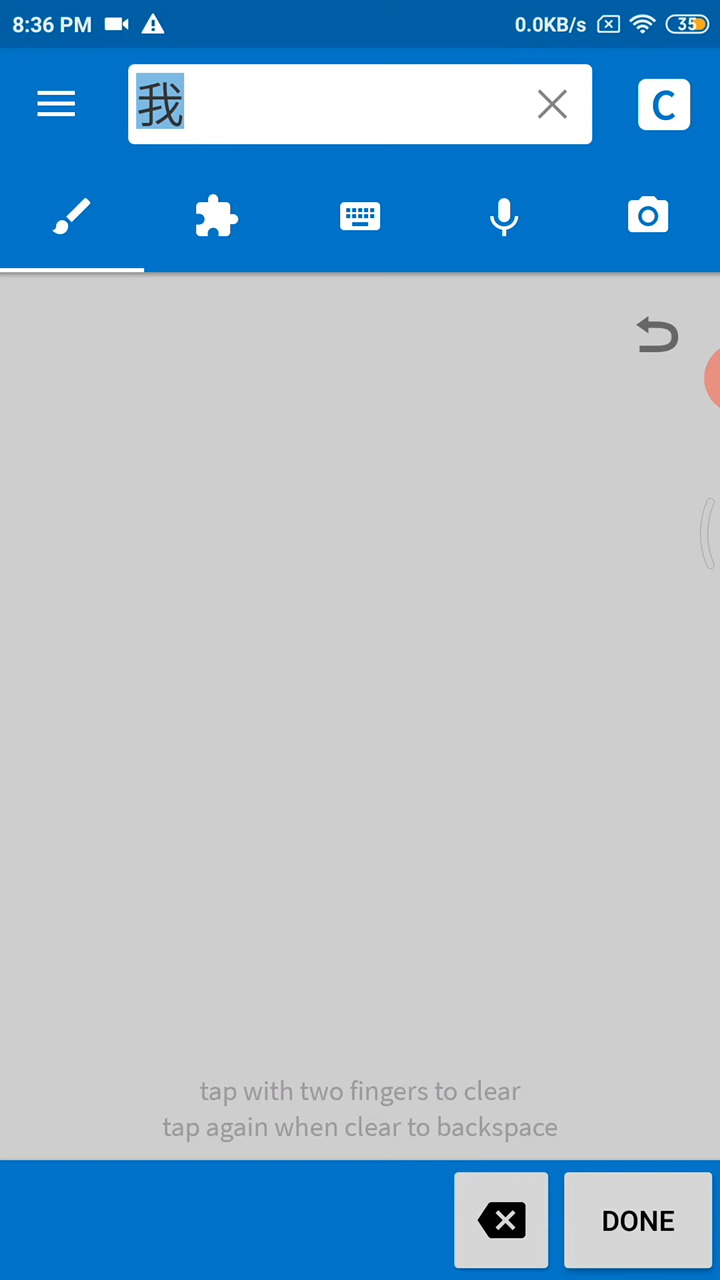 8:36 PM 0.0KB/s 35
我 C
tap with two fingers to clear
tap again when clear to backspace
DONE